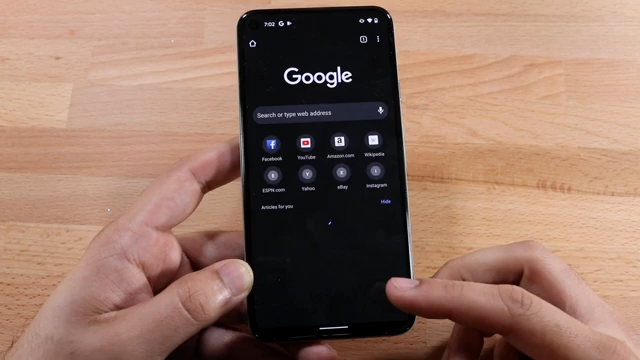 7:02 G
1
Google
Search or type web address
f
a
Facebook YouTube Amazon.com Wikipedia
E Y E I
ESPN.com Yahoo eBay Instagram
Articles for you Hide